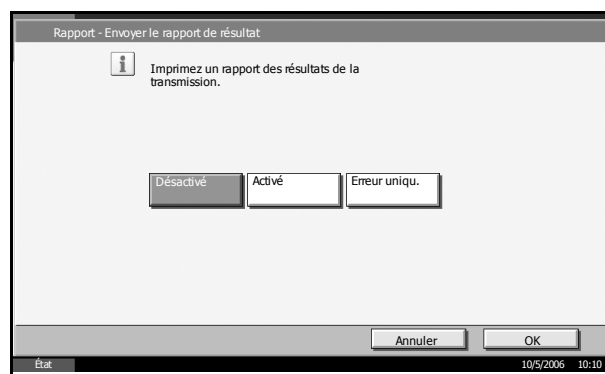 Rapport - Envoyer le rapport de résultat
Imprimez un rapport des résultats de la
transmission.
Désactivé
Activé
Erreur uniqu.
Annuler
OK
État
10/5/2006 10:10